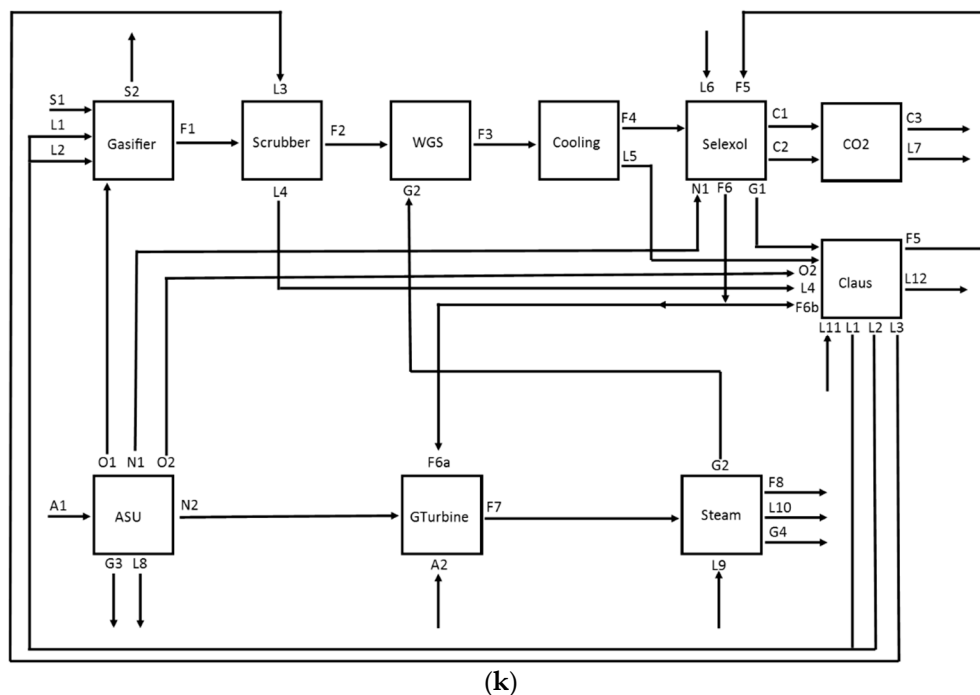 S2
S1
L1
L2
Gasifier
F1
L3
Scrubber
F2
L4
WGS
F3
G2
Cooling
F4
L5
L6
F5
Selexol
C1
C2
N1
F6
G1
CO2
C3
L7
O2
L4
F6b
Claus
F5
L12
L11
L1
L2
L3
O1
N1
O2
A1
ASU
N2
G3
L8
F6a
GTurbine
F7
A2
G2
Steam
F8
L10
G4
L9
(k)